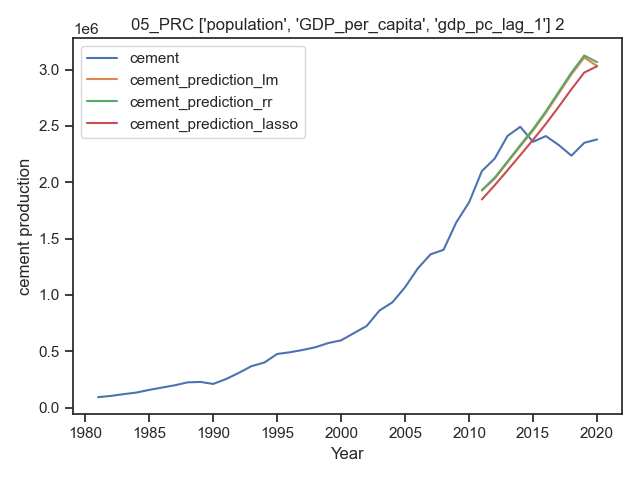 05_PRC ['population', 'GDP_per_capita', 'gdp_pc_lag_1'] 2
1e6
cement
cement_prediction_lm
cement_prediction_rr
cement_prediction_lasso
3.0
2.5
2.0
1.5
1.0
0.5
0.0
cement production
1980 1985 1990 1995 2000 2005 2010 2015 2020
Year